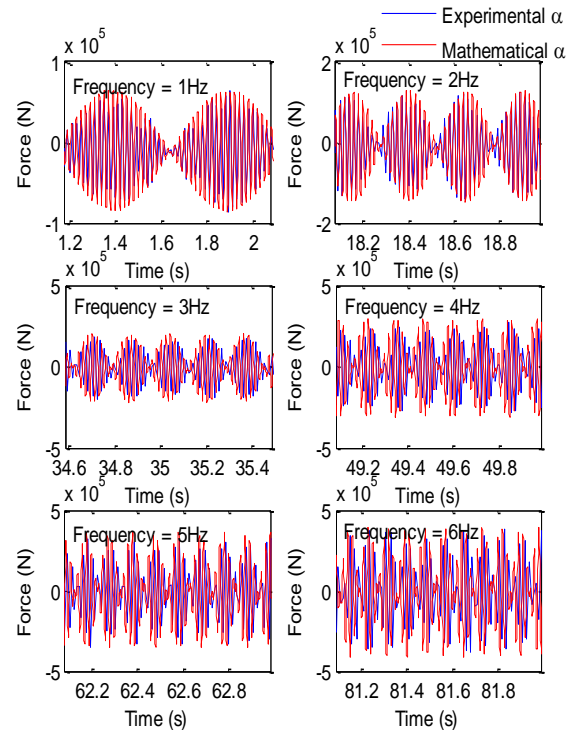 Experimental α
Mathematical α
x 10^5
Frequency = 1Hz
Force (N)
1
0
-1
1.2 1.4 1.6 1.8 2
Time (s)
x 10^5
Frequency = 2Hz
Force (N)
2
0
-2
18.2 18.4 18.6 18.8
Time (s)
x 10^5
Frequency = 3Hz
Force (N)
5
0
-5
34.6 34.8 35 35.2 35.4
Time (s)
x 10^5
Frequency = 4Hz
Force (N)
5
0
-5
49.2 49.4 49.6 49.8
Time (s)
x 10^5
Frequency = 5Hz
Force (N)
5
0
-5
62.2 62.4 62.6 62.8
Time (s)
x 10^5
Frequency = 6Hz
Force (N)
5
0
-5
81.2 81.4 81.6 81.8
Time (s)